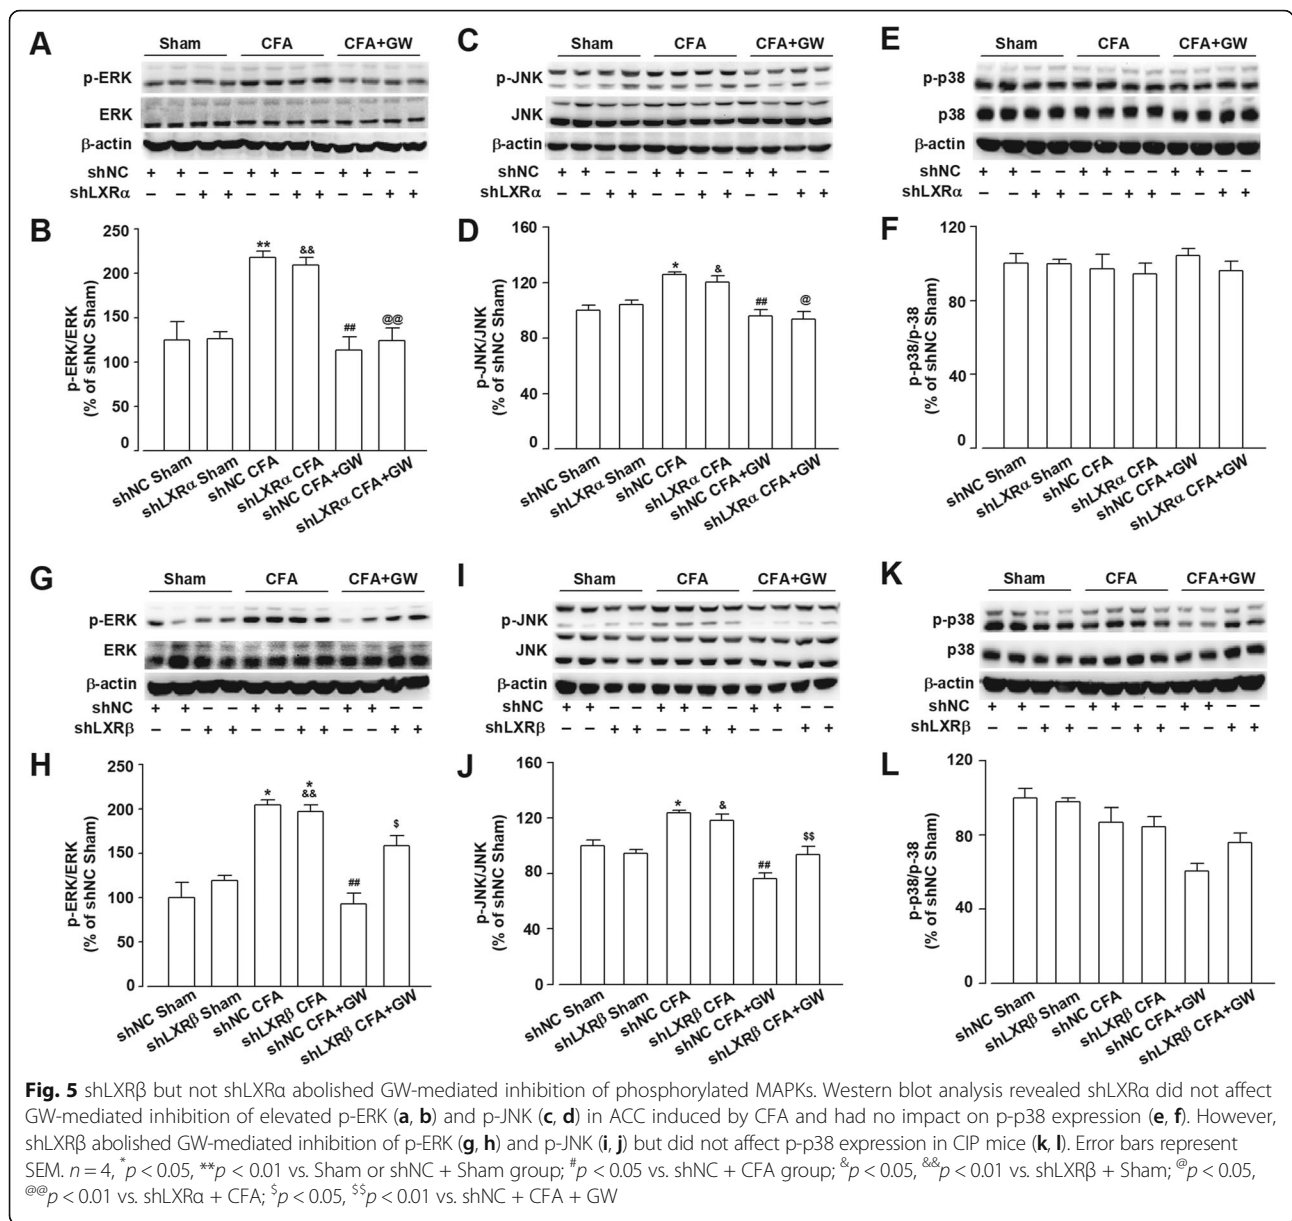 A
Sham CFA CFA+GW
p-ERK
ERK
β-actin
shNC + + – – + + – – + + – –
shLXRα – – + + – – + + – – + +
C
Sham CFA CFA+GW
p-JNK
JNK
β-actin
shNC + + – – + + – – + + – –
shLXRα – – + + – – + + – – + +
E
Sham CFA CFA+GW
p-p38
p38
β-actin
shNC + + – – + + – – + + – –
shLXRα – – + + – – + + – – + +
B
p-ERK/ERK
(% of shNC Sham)
250
200
150
100
50
0
** && ## @@
shNC Sham
shLXRα Sham
shNC CFA
shLXRα CFA
shNC CFA+GW
shLXRα CFA+GW
D
p-JNK/JNK
(% of shNC Sham)
160
120
80
40
0
* & ## @
shNC Sham
shLXRα Sham
shNC CFA
shLXRα CFA
shNC CFA+GW
shLXRα CFA+GW
F
p-p38/p-38
(% of shNC Sham)
120
80
40
0
shNC Sham
shLXRα Sham
shNC CFA
shLXRα CFA
shNC CFA+GW
shLXRα CFA+GW
G
Sham CFA CFA+GW
p-ERK
ERK
β-actin
shNC + + – – + + – – + + – –
shLXRβ – – + + – – + + – – + +
I
Sham CFA CFA+GW
p-JNK
JNK
β-actin
shNC + + – – + + – – + + – –
shLXRβ – – + + – – + + – – + +
K
Sham CFA CFA+GW
p-p38
p38
β-actin
shNC + + – – + + – – + + – –
shLXRβ – – + + – – + + – – + +
H
p-ERK/ERK
(% of shNC Sham)
250
200
150
100
50
0
* * && ## $
shNC Sham
shLXRβ Sham
shNC CFA
shLXRβ CFA
shNC CFA+GW
shLXRβ CFA+GW
J
p-JNK/JNK
(% of shNC Sham)
160
120
80
40
0
* & ## $$
shNC Sham
shLXRβ Sham
shNC CFA
shLXRβ CFA
shNC CFA+GW
shLXRβ CFA+GW
L
p-p38/p-38
(% of shNC Sham)
120
80
40
0
shNC Sham
shLXRβ Sham
shNC CFA
shLXRβ CFA
shNC CFA+GW
shLXRβ CFA+GW
Fig. 5 shLXRβ but not shLXRα abolished GW-mediated inhibition of phosphorylated MAPKs. Western blot analysis revealed shLXRα did not affect
GW-mediated inhibition of elevated p-ERK (a, b) and p-JNK (c, d) in ACC induced by CFA and had no impact on p-p38 expression (e, f). However,
shLXRβ abolished GW-mediated inhibition of p-ERK (g, h) and p-JNK (i, j) but did not affect p-p38 expression in CIP mice (k, l). Error bars represent
SEM. n = 4, *p < 0.05, **p < 0.01 vs. Sham or shNC + Sham group; #p < 0.05 vs. shNC + CFA group; &p < 0.05, &&p < 0.01 vs. shLXRβ + Sham; @p < 0.05,
@@p < 0.01 vs. shLXRα + CFA; $p < 0.05, $$p < 0.01 vs. shNC + CFA + GW